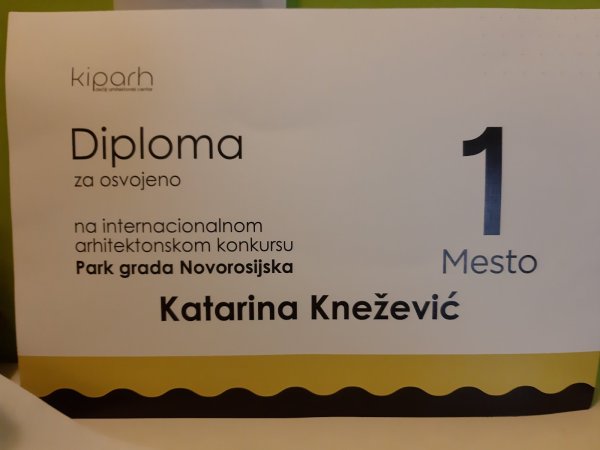 kiparh
Diploma
za osvojeno
na internacionalnom
arhitektonskom konkursu
Park grada Novorosijska
1
Mesto
Katarina Knežević